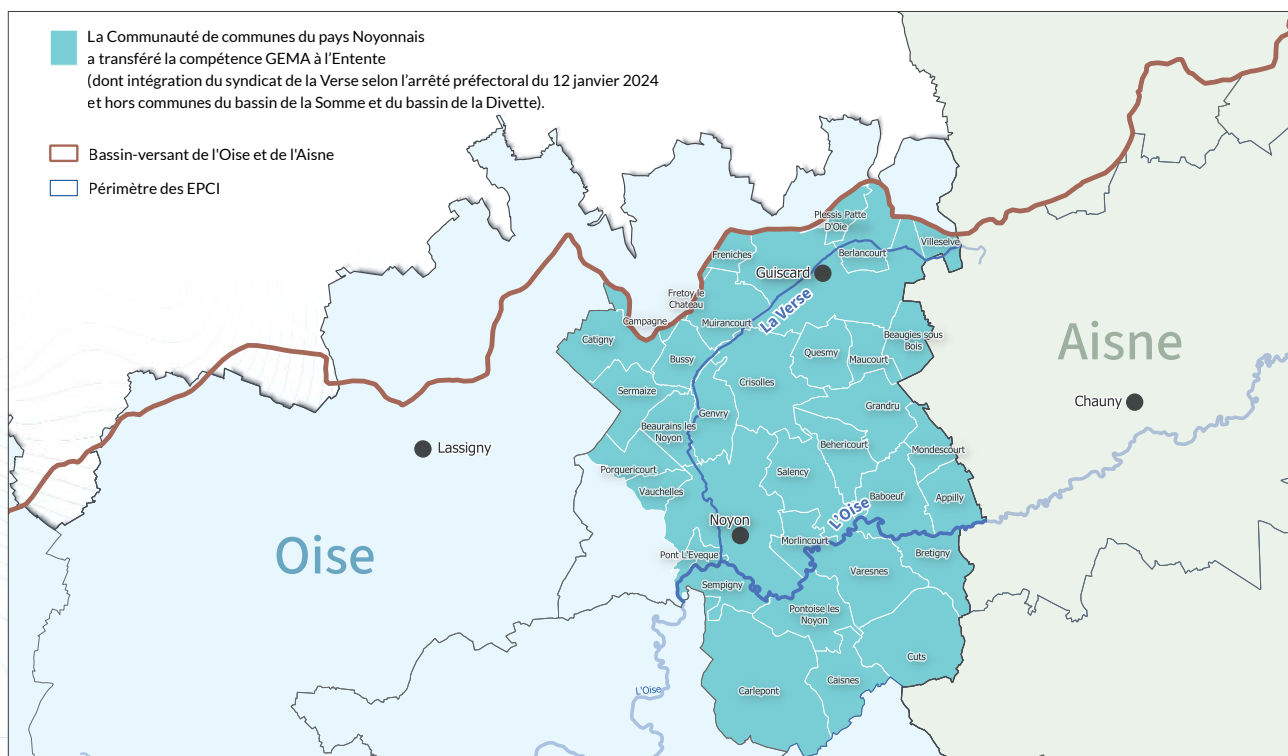 La Communauté de communes du pays Noyonnais
a transféré la compétence GEMA à l'Entente
(dont intégration du syndicat de la Verse selon l'arrêté préfectoral du 12 janvier 2024
et hors communes du bassin de la Somme et du bassin de la Divette).
Bassin-versant de l'Oise et de l'Aisne
Périmètre des EPCI
Plessis Patte
D'Oie
Villeselve
Berlancourt
Freniches
Guiscard
Fretoy le
Chateau
La Verse
Campagne
Muirancourt
Catigny
Beaugies sous
Bois
Aisne
Quesmy
Maucourt
Bussy
Crisolles
Sermaize
Chauny
Grandru
Genvry
Beaurains les
Noyon
Behericourt
Lassigny
Mondescourt
Porquericourt
Salency
Vauchelles
Baboeuf
Appilly
L'Oise
Noyon
Morlincourt
Oise
Pont L'Eveque
Bretigny
Varesnes
Sempigny
Pontoise les
Noyon
Cuts
Caisnes
L'Oise
Carlepont